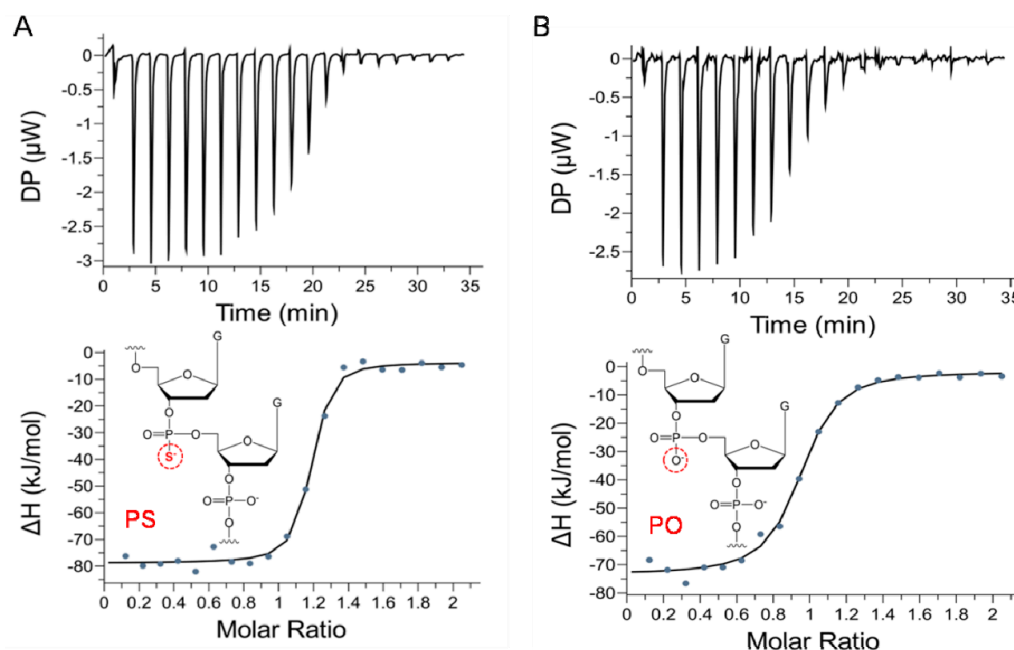 A
DP (μW)
0
-0.5
-1
-1.5
-2
-2.5
-3
0 5 10 15 20 25 30 35
Time (min)
ΔH (kJ/mol)
0
-10
-20
-30
-40
-50
-60
-70
-80
G
O
O
O
G
O=P-O
S-
O
O
O=P-O-
O
PS
0 0.2 0.4 0.6 0.8 1 1.2 1.4 1.6 1.8 2
Molar Ratio
B
DP (μW)
0
-0.5
-1
-1.5
-2
-2.5
0 5 10 15 20 25 30 35
Time (min)
ΔH (kJ/mol)
0
-10
-20
-30
-40
-50
-60
-70
-80
G
O
O
O
G
O=P-O
O-
O
O
O=P-O-
O
PO
0 0.2 0.4 0.6 0.8 1 1.2 1.4 1.6 1.8 2
Molar Ratio